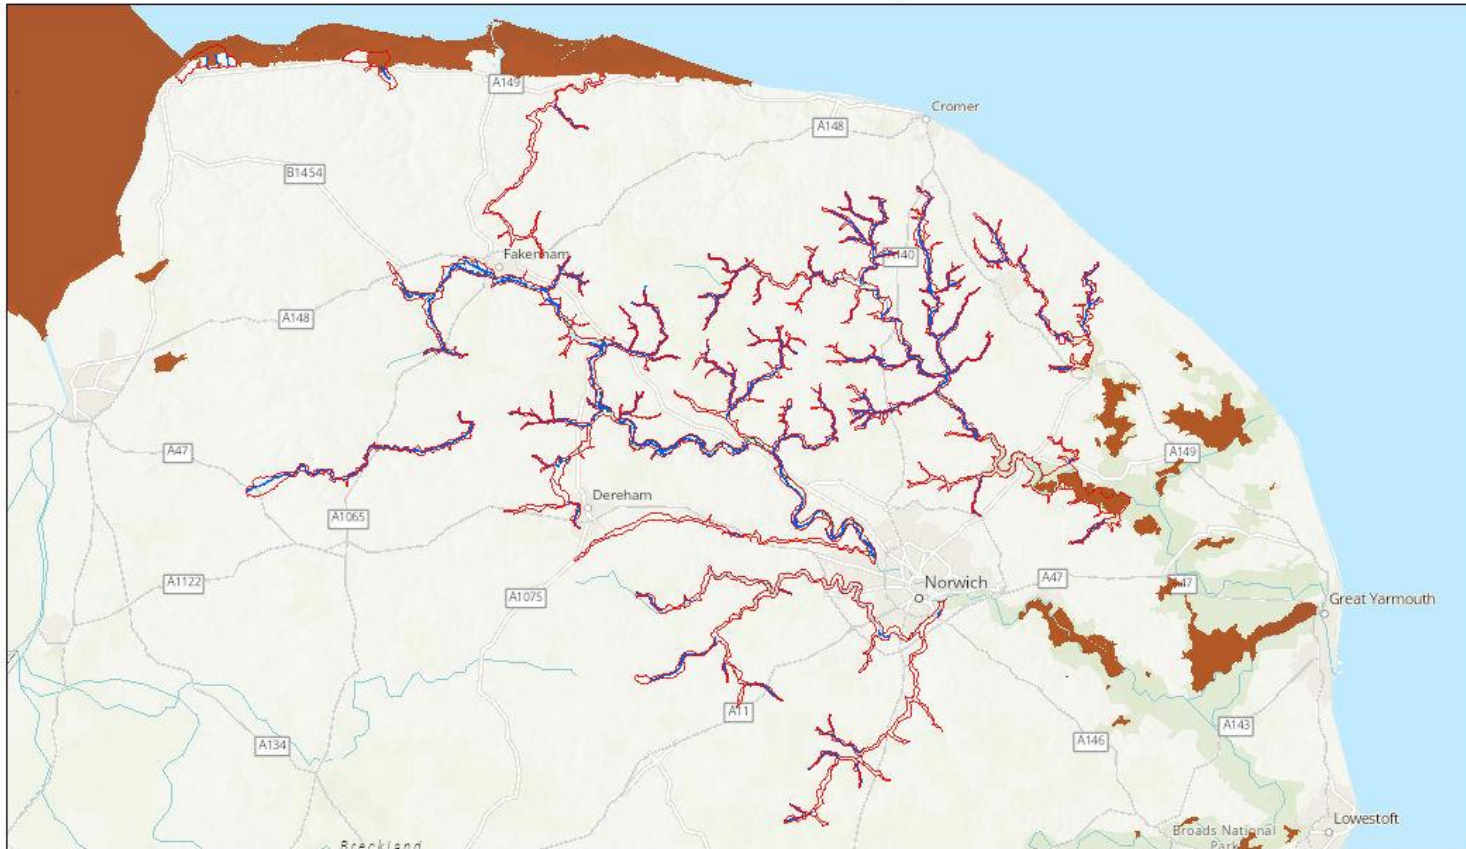 A149
Cromer
A148
B1454
Fakenham
A140
A148
A47
A149
Dereham
A1065
A1122
A1075
Norwich
A47
A47
Great Yarmouth
A11
A134
A146
A143
Lowestoft
Broads National
Park
Breckland